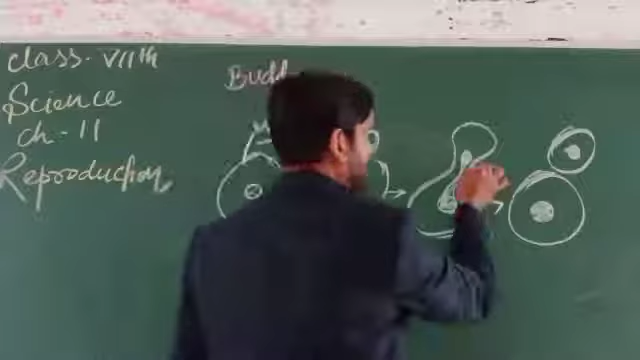 class. VIIth
Science
ch - 11
Reproduction